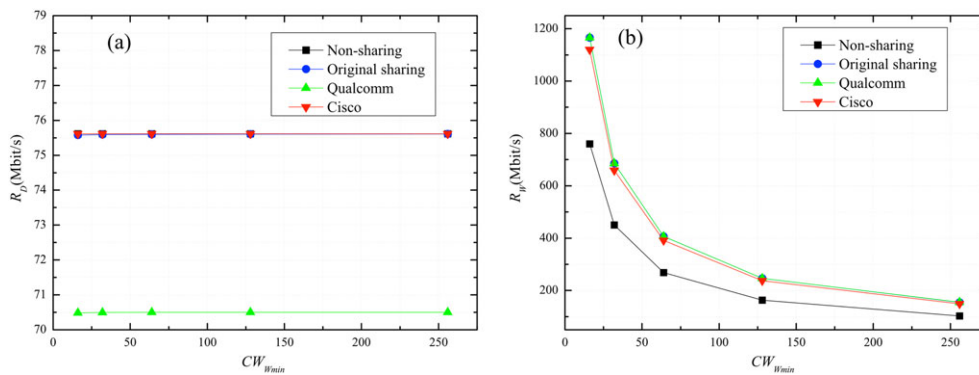 (a)
Non-sharing
Original sharing
Qualcomm
Cisco
79
78
77
76
75
74
73
72
71
70
R_D(Mbit/s)
0 50 100 150 200 250
CW_Wmin
(b)
Non-sharing
Original sharing
Qualcomm
Cisco
1200
1000
800
600
400
200
R_W(Mbit/s)
0 50 100 150 200 250
CW_Wmin